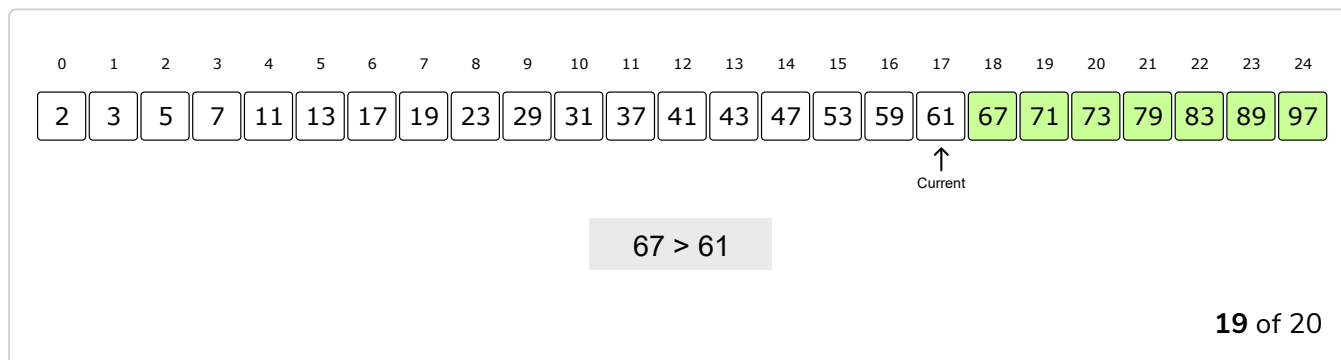 0 1 2 3 4 5 6 7 8 9 10 11 12 13 14 15 16 17 18 19 20 21 22 23 24
2 3 5 7 11 13 17 19 23 29 31 37 41 43 47 53 59 61 67 71 73 79 83 89 97
Current
67 > 61
19 of 20